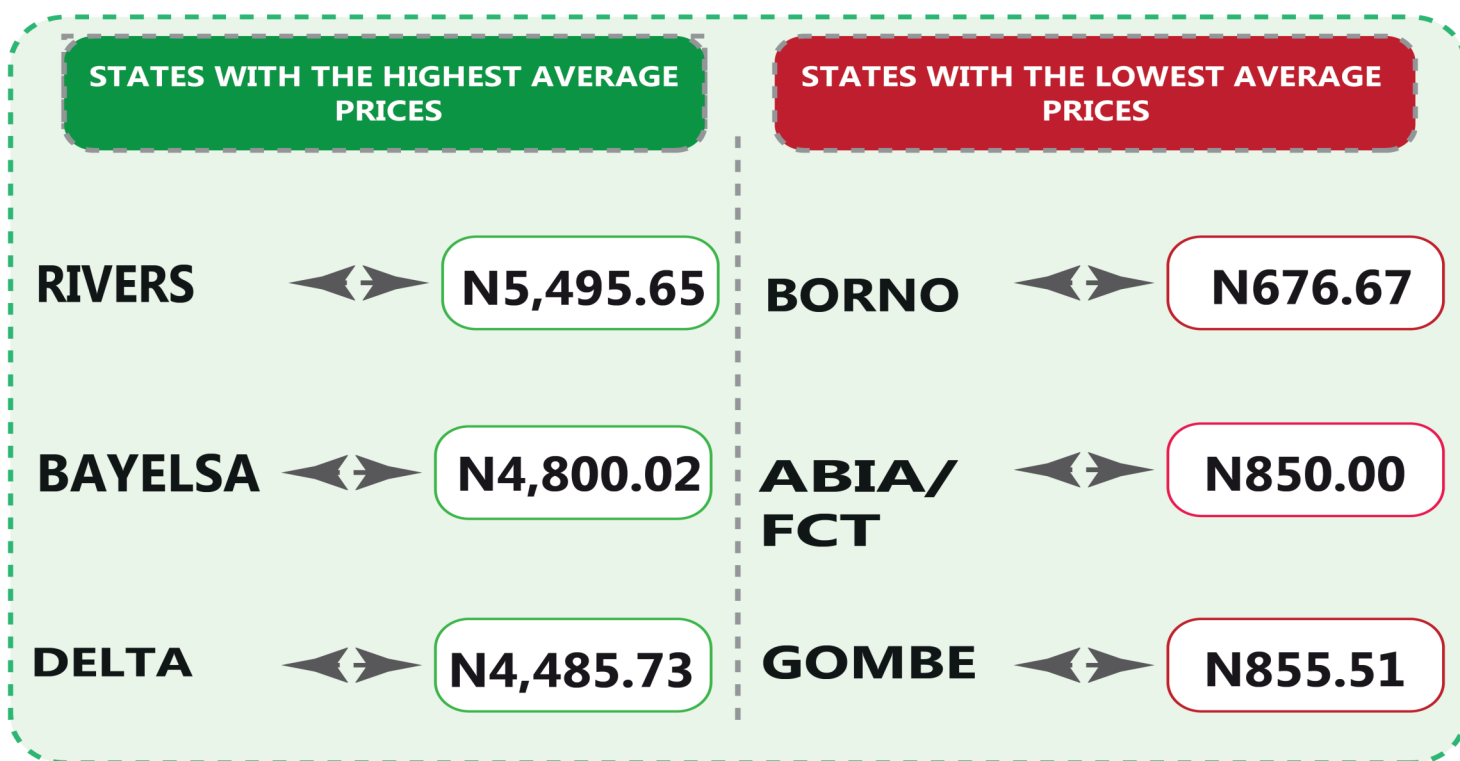 STATES WITH THE HIGHEST AVERAGE
PRICES
RIVERS N5,495.65
BAYELSA N4,800.02
DELTA N4,485.73
STATES WITH THE LOWEST AVERAGE
PRICES
BORNO N676.67
ABIA/ N850.00
FCT
GOMBE N855.51